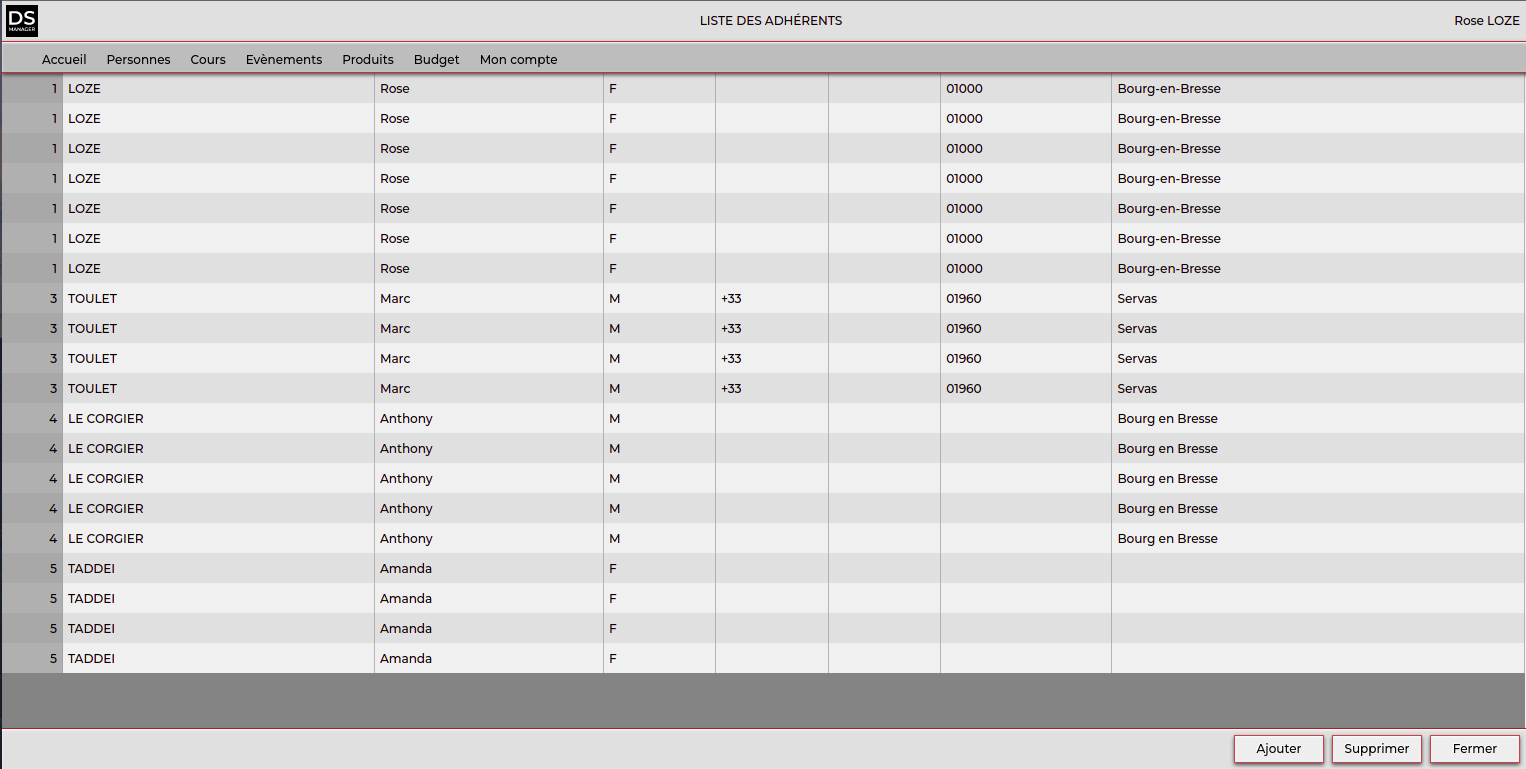 DS
MANAGER
LISTE DES ADHÉRENTS
Rose LOZE
Accueil Personnes Cours Evènements Produits Budget Mon compte
1 LOZE Rose F 01000 Bourg-en-Bresse
1 LOZE Rose F 01000 Bourg-en-Bresse
1 LOZE Rose F 01000 Bourg-en-Bresse
1 LOZE Rose F 01000 Bourg-en-Bresse
1 LOZE Rose F 01000 Bourg-en-Bresse
1 LOZE Rose F 01000 Bourg-en-Bresse
1 LOZE Rose F 01000 Bourg-en-Bresse
3 TOULET Marc M +33 01960 Servas
3 TOULET Marc M +33 01960 Servas
3 TOULET Marc M +33 01960 Servas
3 TOULET Marc M +33 01960 Servas
4 LE CORGIER Anthony M Bourg en Bresse
4 LE CORGIER Anthony M Bourg en Bresse
4 LE CORGIER Anthony M Bourg en Bresse
4 LE CORGIER Anthony M Bourg en Bresse
4 LE CORGIER Anthony M Bourg en Bresse
5 TADDEI Amanda F
5 TADDEI Amanda F
5 TADDEI Amanda F
5 TADDEI Amanda F
Ajouter Supprimer Fermer